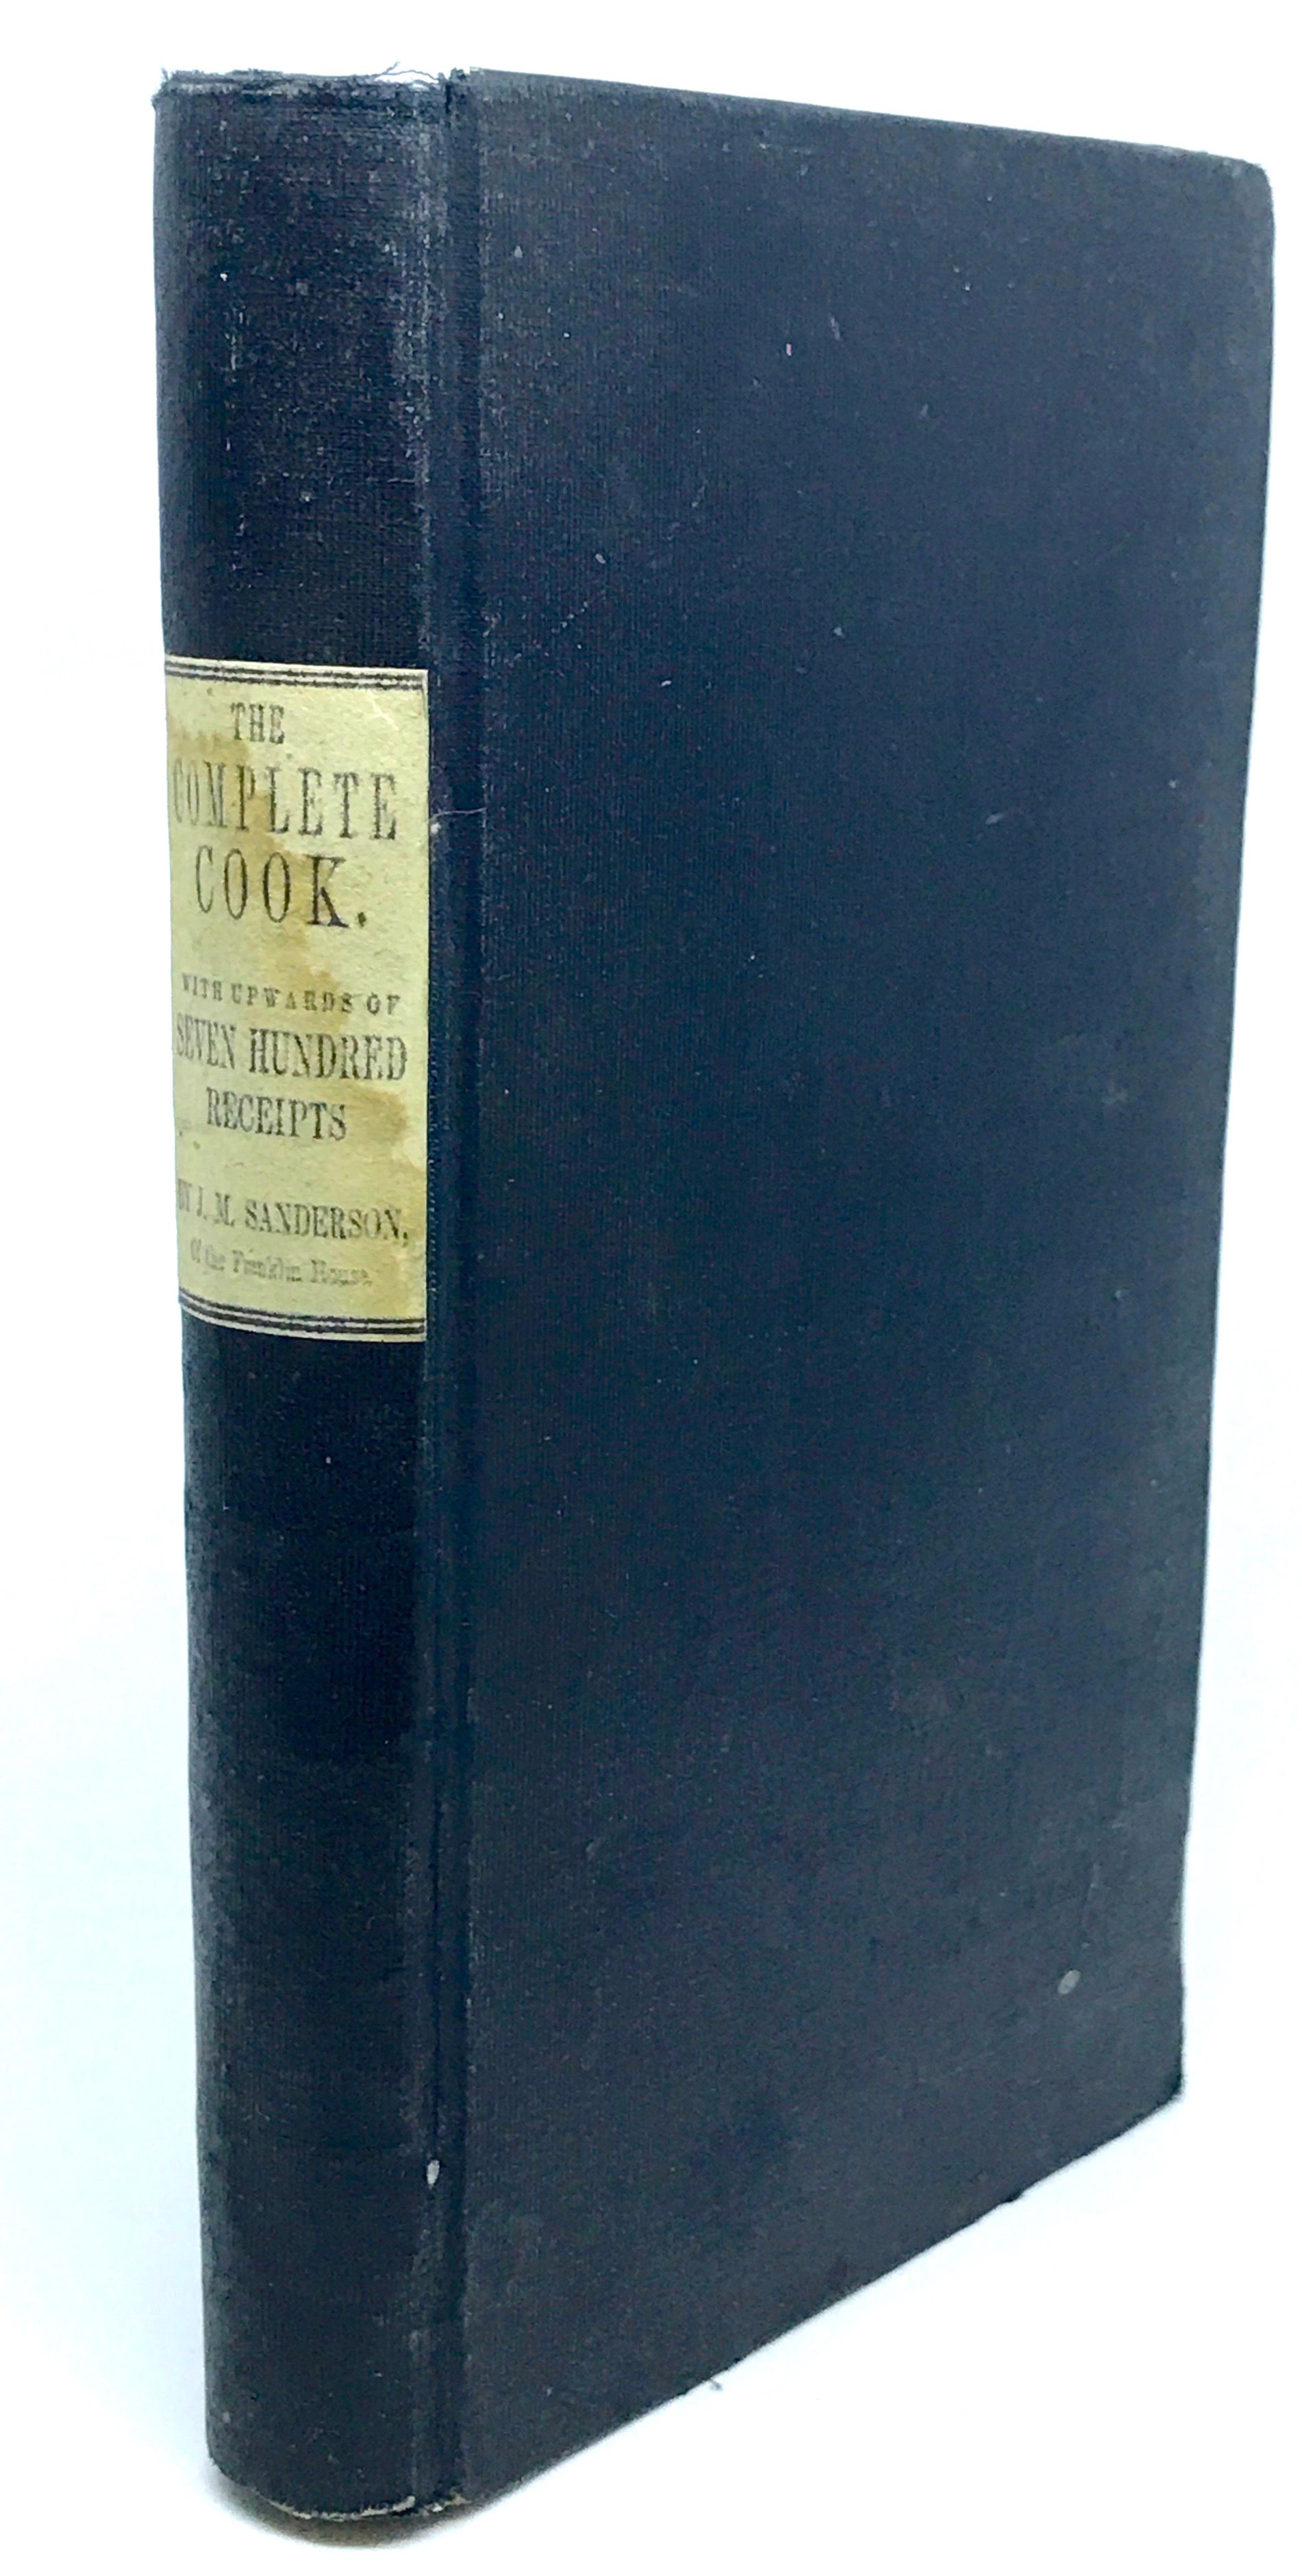 THE
COMPLETE
COOK.
WITH UPWARDS OF
SEVEN HUNDRED
RECEIPTS
BY J. M. SANDERSON,
Of the Franklin House.